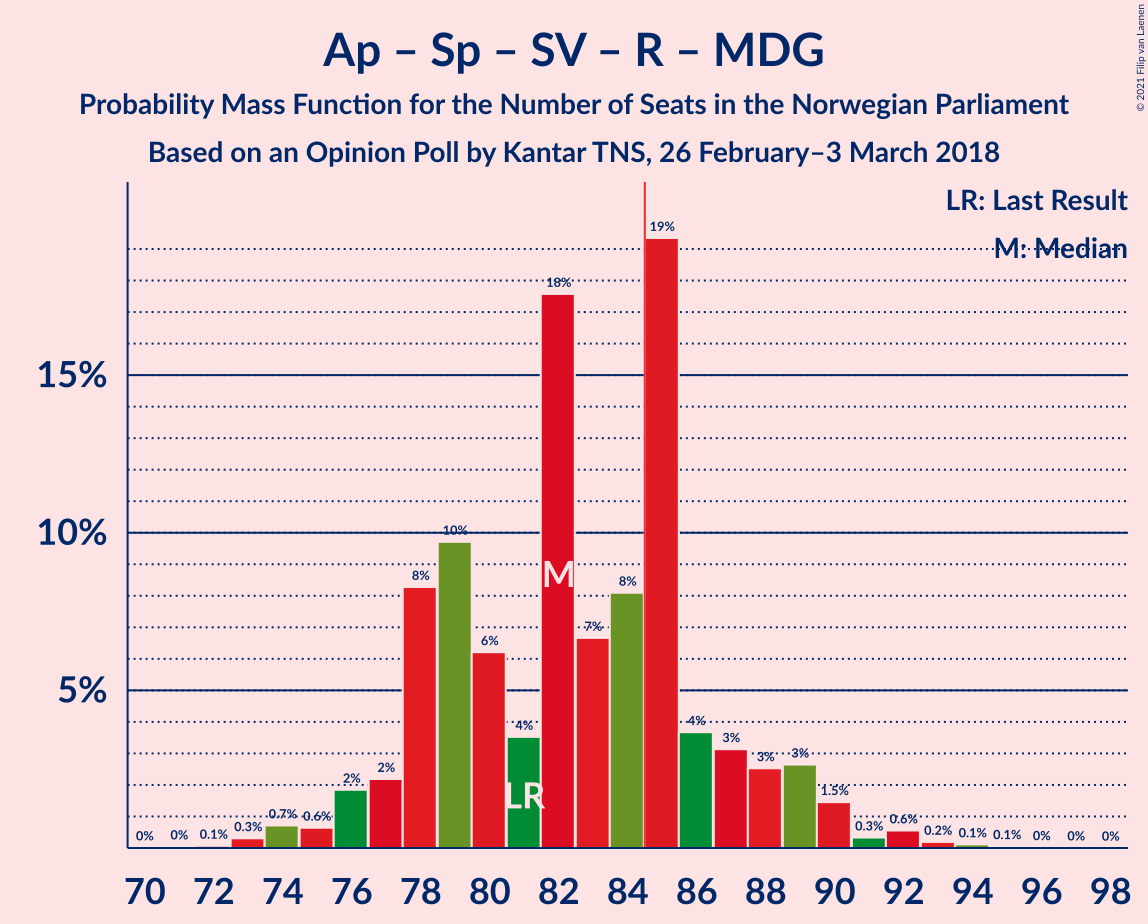 Ap – Sp – SV – R – MDG
Probability Mass Function for the Number of Seats in the Norwegian Parliament
Based on an Opinion Poll by Kantar TNS, 26 February–3 March 2018
© 2021 Filip van Laenen
LR: Last Result
M: Median
15%
10%
5%
0% 0% 0.1% 0.3% 0.7% 0.6% 2% 2% 8% 10% 6% 4% 18% 7% 8% 19% 4% 3% 3% 3% 1.5% 0.3% 0.6% 0.2% 0.1% 0.1% 0% 0% 0%
M
LR
70 72 74 76 78 80 82 84 86 88 90 92 94 96 98